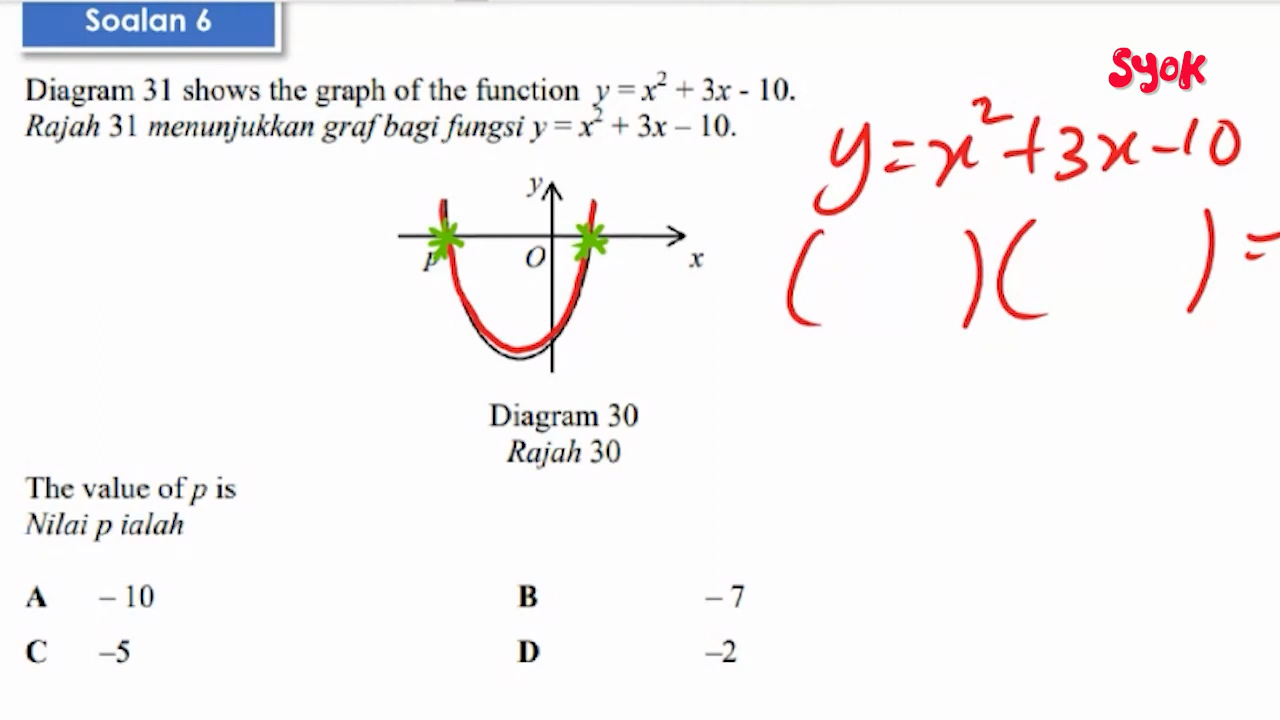 Soalan 6
Syok
Diagram 31 shows the graph of the function y = x² + 3x - 10.
Rajah 31 menunjukkan graf bagi fungsi y = x² + 3x – 10.
y = x² + 3x - 10
( ) ( ) =
y
p
O
x
Diagram 30
Rajah 30
The value of p is
Nilai p ialah
A – 10 B – 7
C –5 D –2